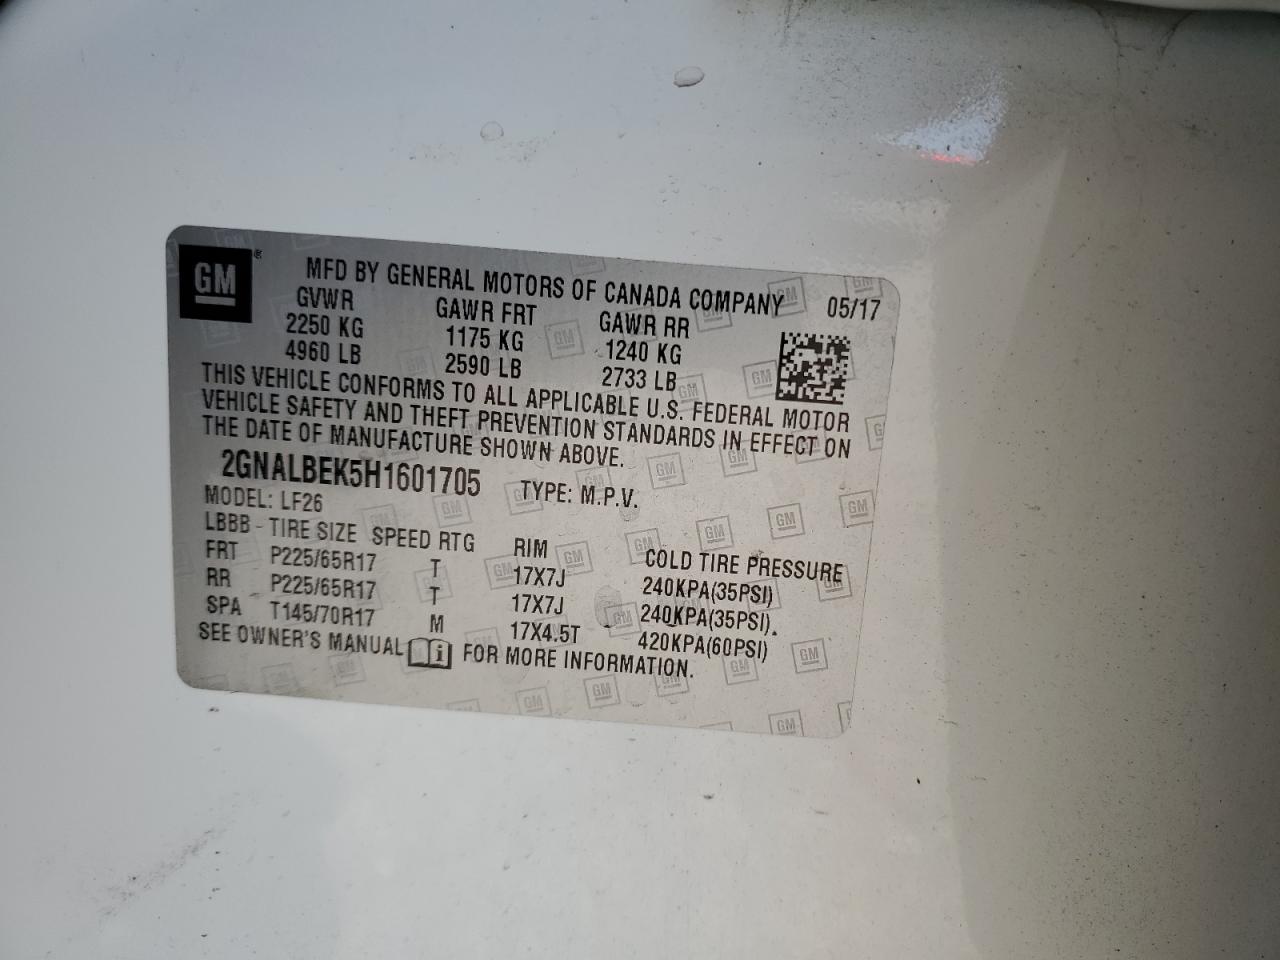 GM ® MFD BY GENERAL MOTORS OF CANADA COMPANY 05/17
GVWR GAWR FRT GAWR RR
2250 KG 1175 KG 1240 KG
4960 LB 2590 LB 2733 LB
THIS VEHICLE CONFORMS TO ALL APPLICABLE U.S. FEDERAL MOTOR
VEHICLE SAFETY AND THEFT PREVENTION STANDARDS IN EFFECT ON
THE DATE OF MANUFACTURE SHOWN ABOVE.
2GNALBEK5H1601705 TYPE: M.P.V.
MODEL: LF26
LBBB - TIRE SIZE SPEED RTG RIM COLD TIRE PRESSURE
FRT P225/65R17 T 17X7J 240KPA(35PSI)
RR P225/65R17 T 17X7J 240KPA(35PSI)
SPA T145/70R17 M 17X4.5T 420KPA(60PSI)
SEE OWNER'S MANUAL i FOR MORE INFORMATION.